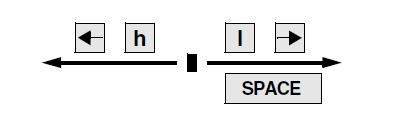 ← h l →
SPACE